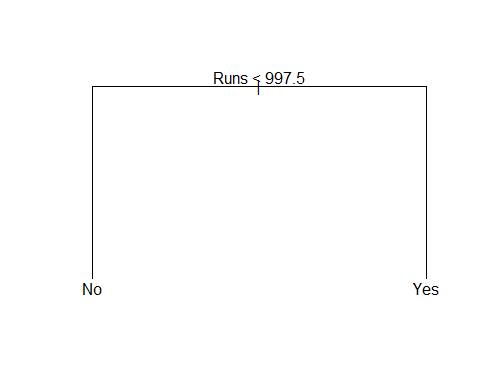 Runs < 997.5
No
Yes